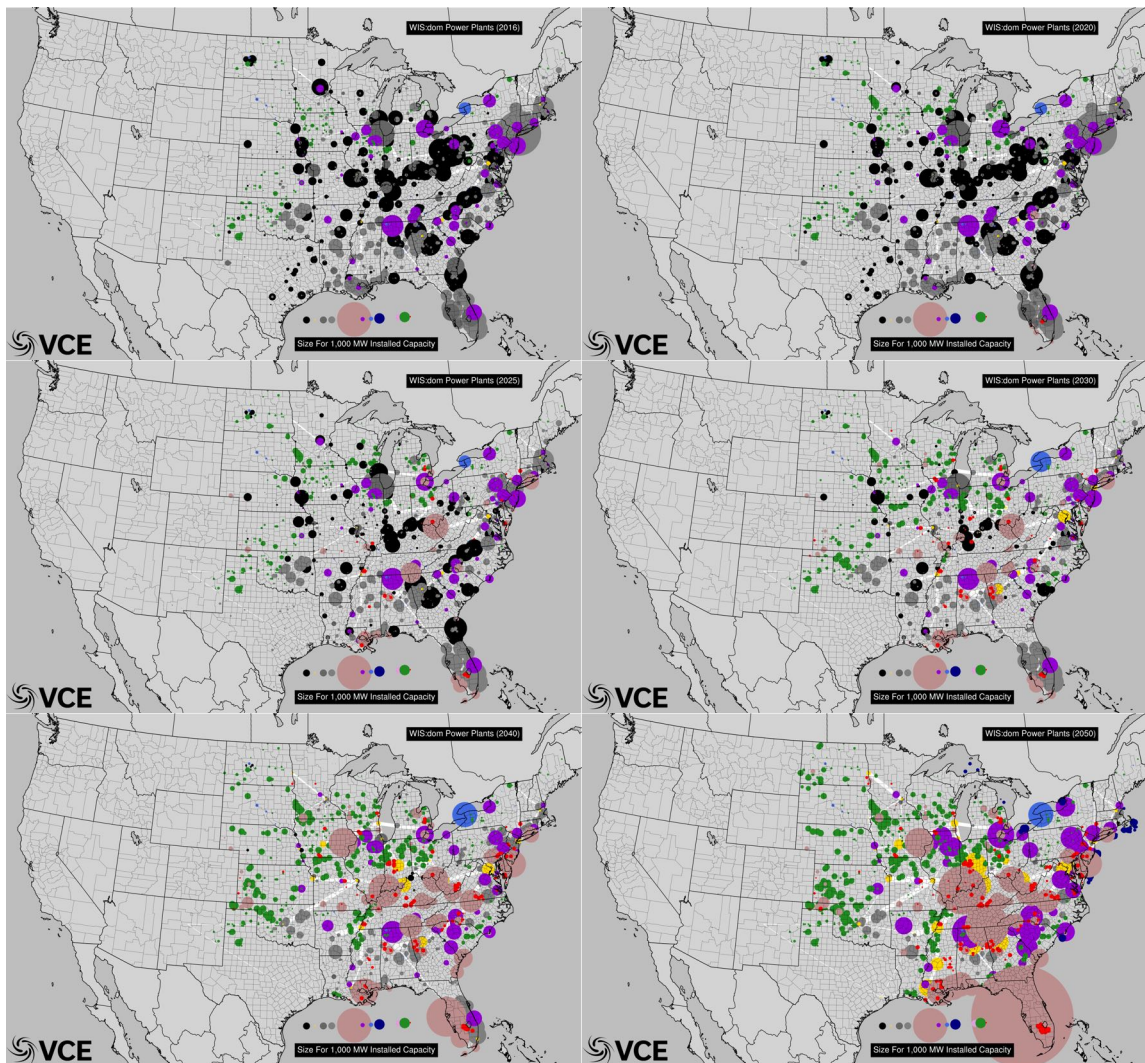 WIS:dom Power Plants (2016)
Size For 1,000 MW Installed Capacity
VCE
WIS:dom Power Plants (2020)
Size For 1,000 MW Installed Capacity
VCE
WIS:dom Power Plants (2025)
Size For 1,000 MW Installed Capacity
VCE
WIS:dom Power Plants (2030)
Size For 1,000 MW Installed Capacity
VCE
WIS:dom Power Plants (2040)
Size For 1,000 MW Installed Capacity
VCE
WIS:dom Power Plants (2050)
Size For 1,000 MW Installed Capacity
VCE